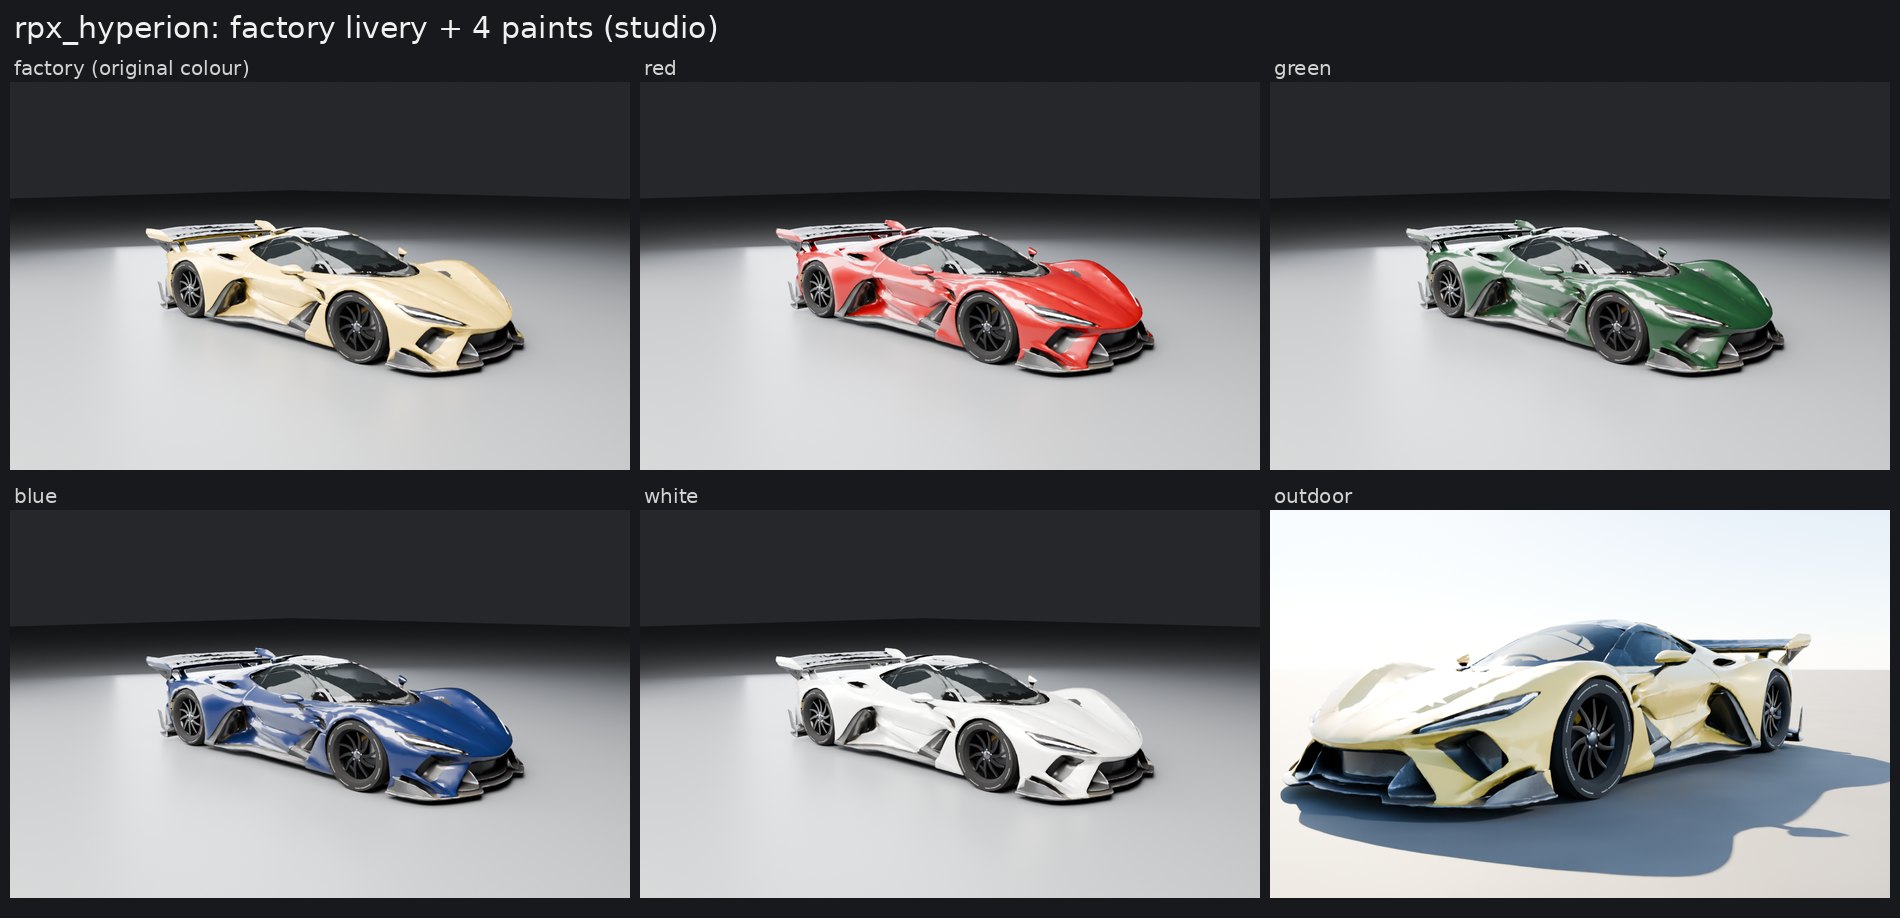 rpx_hyperion: factory livery + 4 paints (studio)
factory (original colour)
red
green
blue
white
outdoor